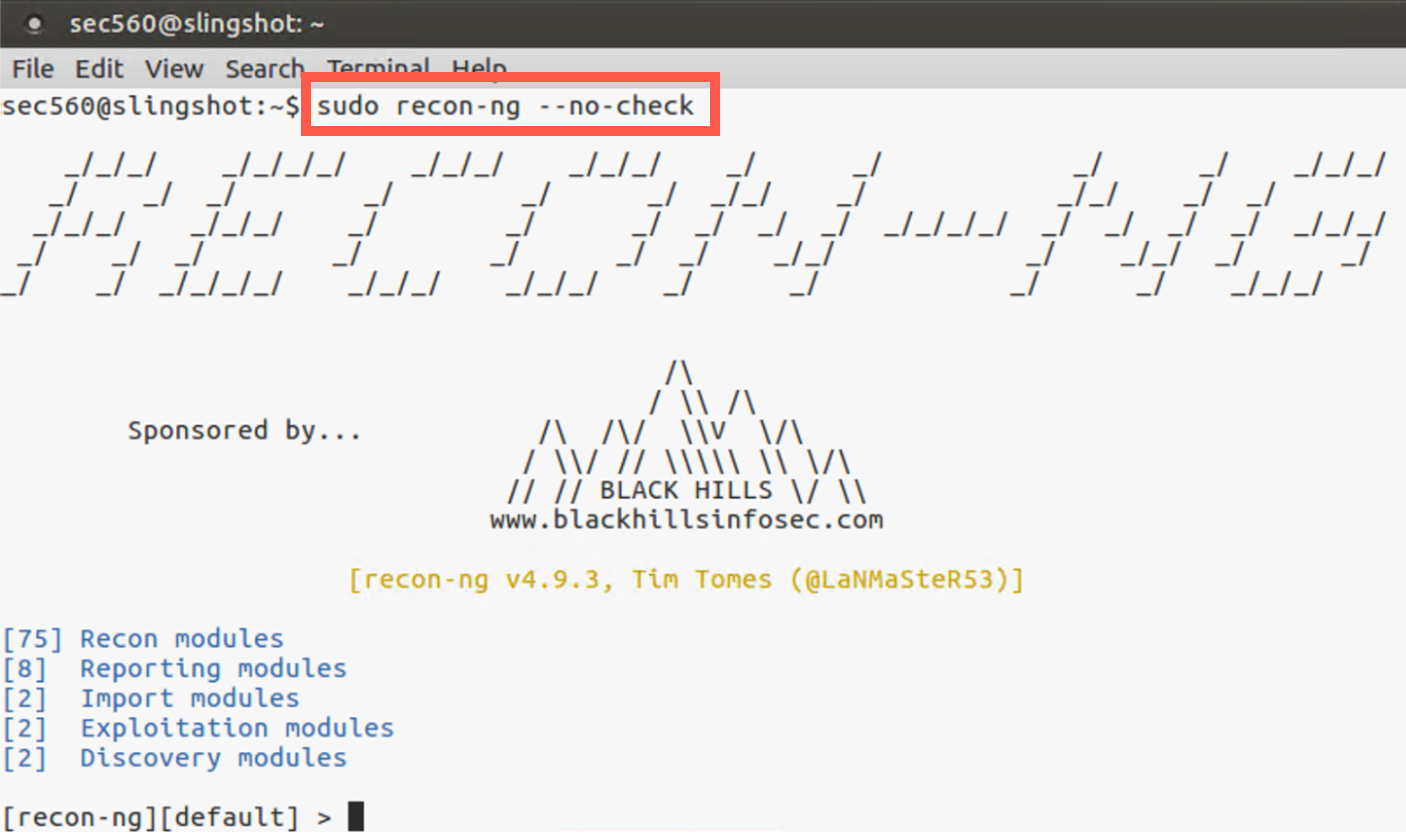 sec560@slingshot: ~
File Edit View Search Terminal Help
sec560@slingshot:~$ sudo recon-ng --no-check
RECON-NG
Sponsored by...
BLACK HILLS
www.blackhillsinfosec.com
[recon-ng v4.9.3, Tim Tomes (@LaNMaSteR53)]
[75] Recon modules
[8] Reporting modules
[2] Import modules
[2] Exploitation modules
[2] Discovery modules
[recon-ng][default] >